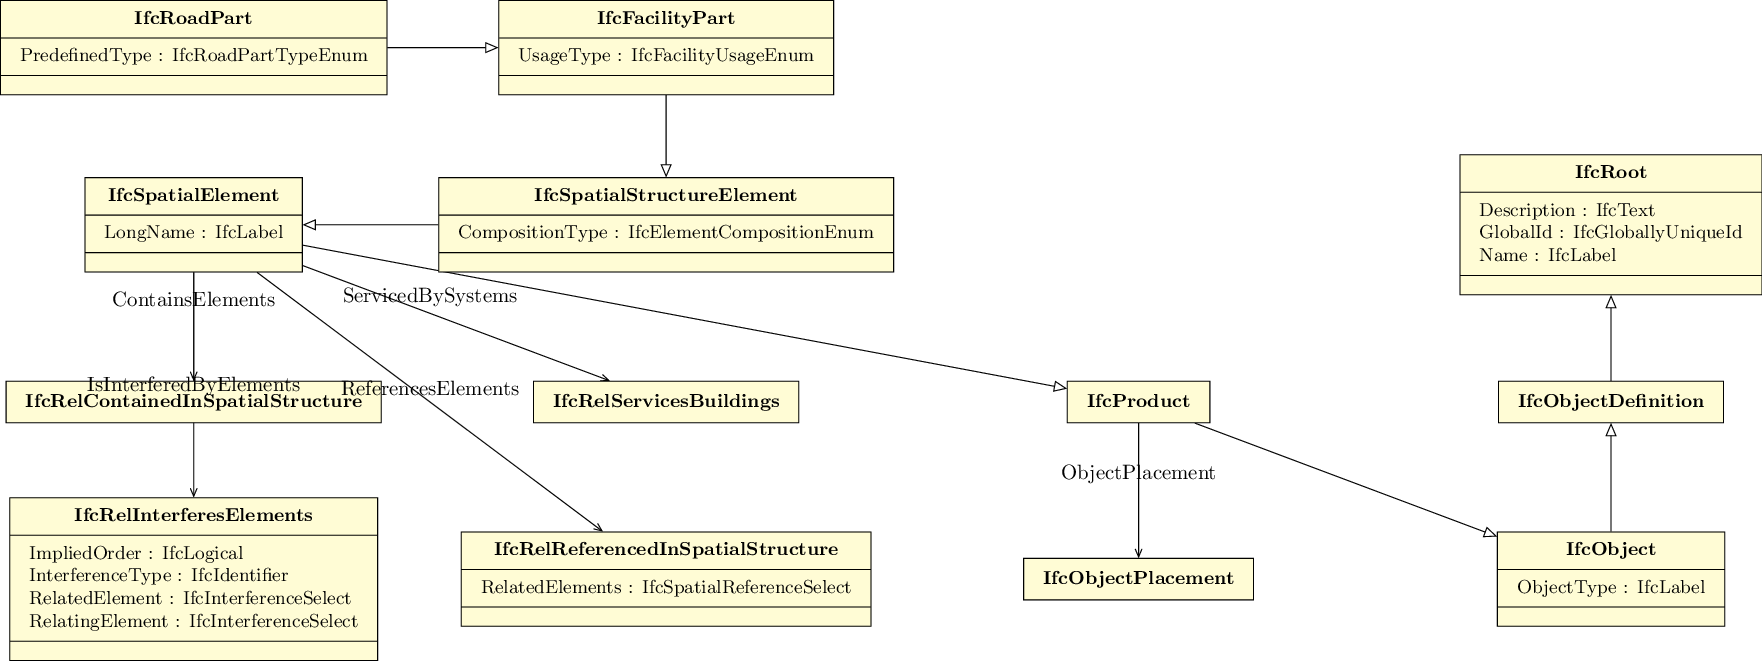 IfcRoadPart
PredefinedType : IfcRoadPartTypeEnum
IfcFacilityPart
UsageType : IfcFacilityUsageEnum
IfcSpatialElement
LongName : IfcLabel
IfcSpatialStructureElement
CompositionType : IfcElementCompositionEnum
IfcRoot
Description : IfcText
GlobalId : IfcGloballyUniqueId
Name : IfcLabel
ContainsElements
ServicedBySystems
IsInterferedByElements
ReferencesElements
IfcRelContainedInSpatialStructure
IfcRelServicesBuildings
IfcProduct
IfcObjectDefinition
ObjectPlacement
IfcRelInterferesElements
ImpliedOrder : IfcLogical
InterferenceType : IfcIdentifier
RelatedElement : IfcInterferenceSelect
RelatingElement : IfcInterferenceSelect
IfcRelReferencedInSpatialStructure
RelatedElements : IfcSpatialReferenceSelect
IfcObjectPlacement
IfcObject
ObjectType : IfcLabel